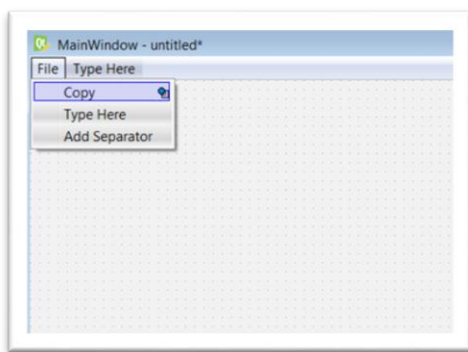 MainWindow - untitled*
File Type Here
Copy
Type Here
Add Separator